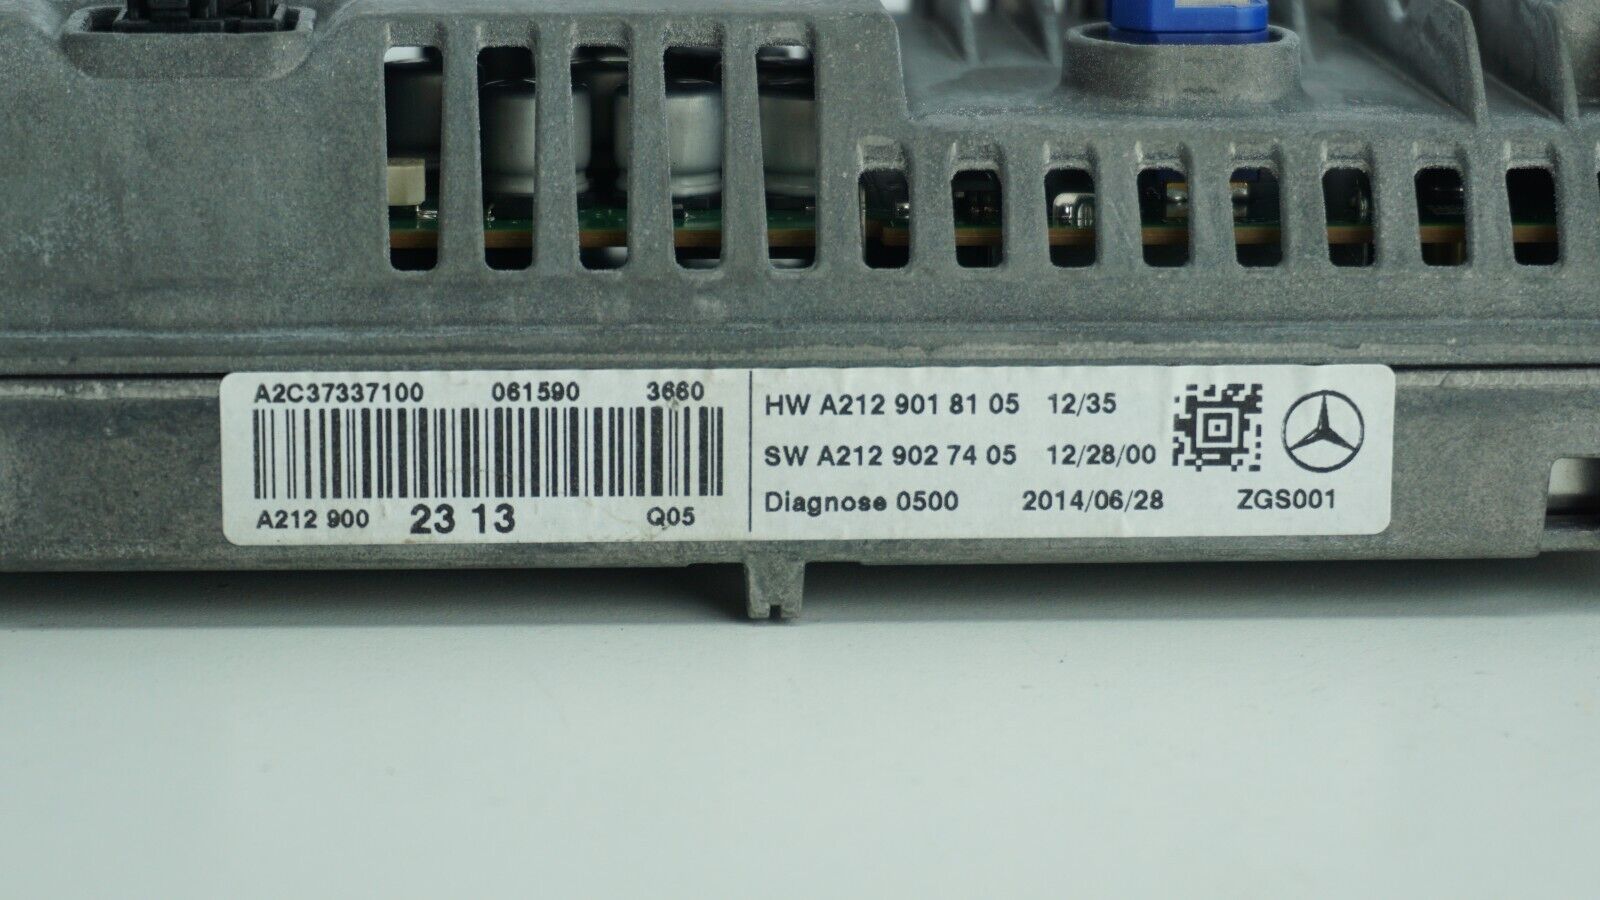 A2C37337100 061590 3660
A212 900 23 13 Q05
HW A212 901 81 05 12/35
SW A212 902 74 05 12/28/00
Diagnose 0500 2014/06/28 ZGS001